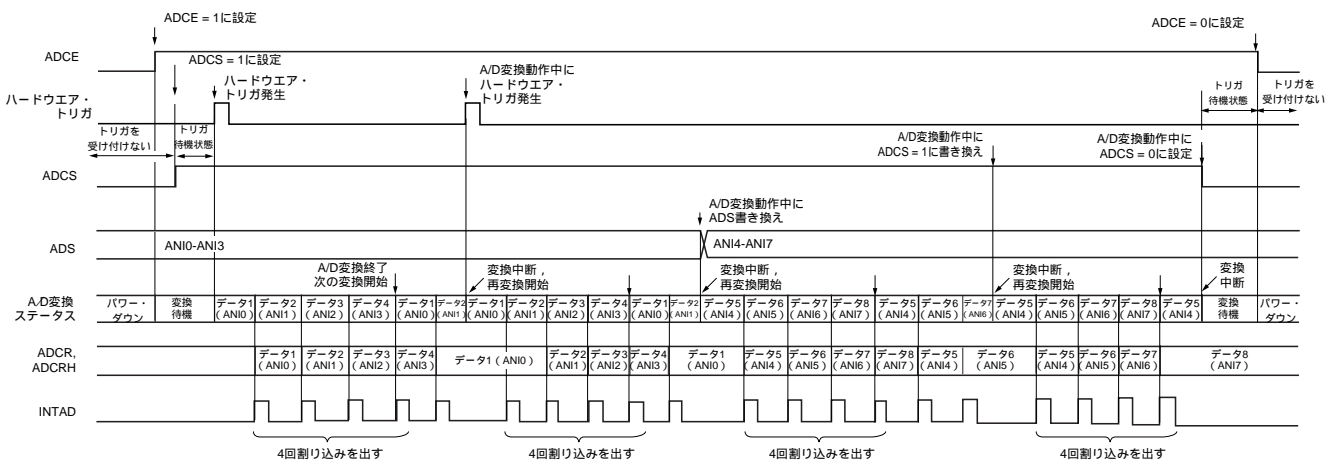 ADCE = 1に設定
ADCE = 0に設定
ADCE
ADCS = 1に設定
ハードウエア・
トリガ発生
A/D変換動作中に
ハードウエア・
トリガ発生
トリガ
待機状態
トリガを
受け付けない
ハードウエア・
トリガ
トリガを
受け付けない
トリガ
待機状態
A/D変換動作中に
ADCS = 1に書き換え
A/D変換動作中に
ADCS = 0に設定
ADCS
A/D変換動作中に
ADS書き換え
ADS
ANI0-ANI3
ANI4-ANI7
A/D変換終了
次の変換開始
変換中断，
再変換開始
変換中断，
再変換開始
変換中断，
再変換開始
変換
中断
A/D変換
ステータス
パワー・
ダウン
変換
待機
データ1
（ANI0）
データ2
（ANI1）
データ3
（ANI2）
データ4
（ANI3）
データ1
（ANI0）
データ2
（ANI1）
データ1
（ANI0）
データ2
（ANI1）
データ3
（ANI2）
データ4
（ANI3）
データ1
（ANI0）
データ2
（ANI1）
データ5
（ANI4）
データ6
（ANI5）
データ7
（ANI6）
データ8
（ANI7）
データ5
（ANI4）
データ6
（ANI5）
データ7
（ANI6）
データ5
（ANI4）
データ6
（ANI5）
データ7
（ANI6）
データ8
（ANI7）
データ5
（ANI4）
変換
待機
パワー・
ダウン
ADCR,
ADCRH
データ1
（ANI0）
データ2
（ANI1）
データ3
（ANI2）
データ4
（ANI3）
データ1（ANI0）
データ2
（ANI1）
データ3
（ANI2）
データ4
（ANI3）
データ1
（ANI0）
データ5
（ANI4）
データ6
（ANI5）
データ7
（ANI6）
データ8
（ANI7）
データ5
（ANI4）
データ6
（ANI5）
データ5
（ANI4）
データ6
（ANI5）
データ7
（ANI6）
データ8
（ANI7）
INTAD
4回割り込みを出す
4回割り込みを出す
4回割り込みを出す
4回割り込みを出す